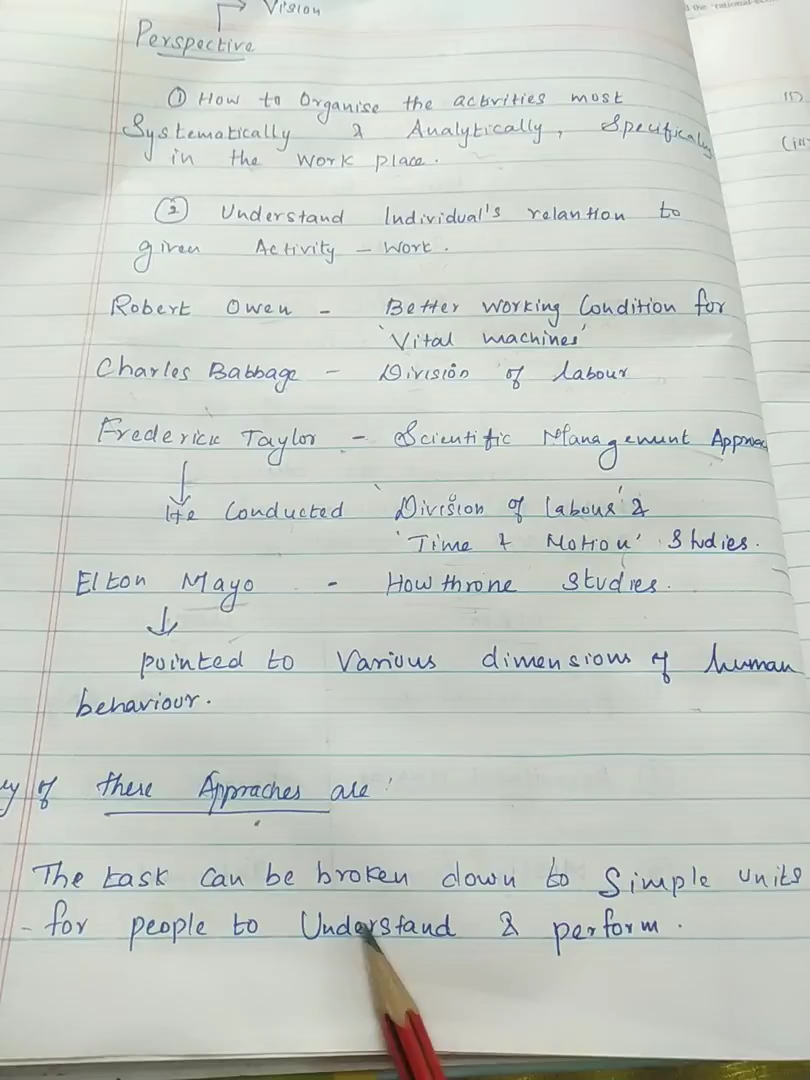 Vision
Perspective
① How to Organise the activities most
Systematically & Analytically, Specifically
in the work place.
② Understand Individual's relantion to
given Activity - Work.
Robert Owen - Better working Condition for
'Vital machines'
Charles Babbage - Division of labour
Frederick Taylor - Scientific Management
He Conducted 'Division of Labour' &
'Time & Motion' Studies.
Elton Mayo - Howthrone Studies.
pointed to Various dimensions of human
behaviour.
of these Appraches are:
The task Can be broken down to Simple units
- for people to Understand & perform.